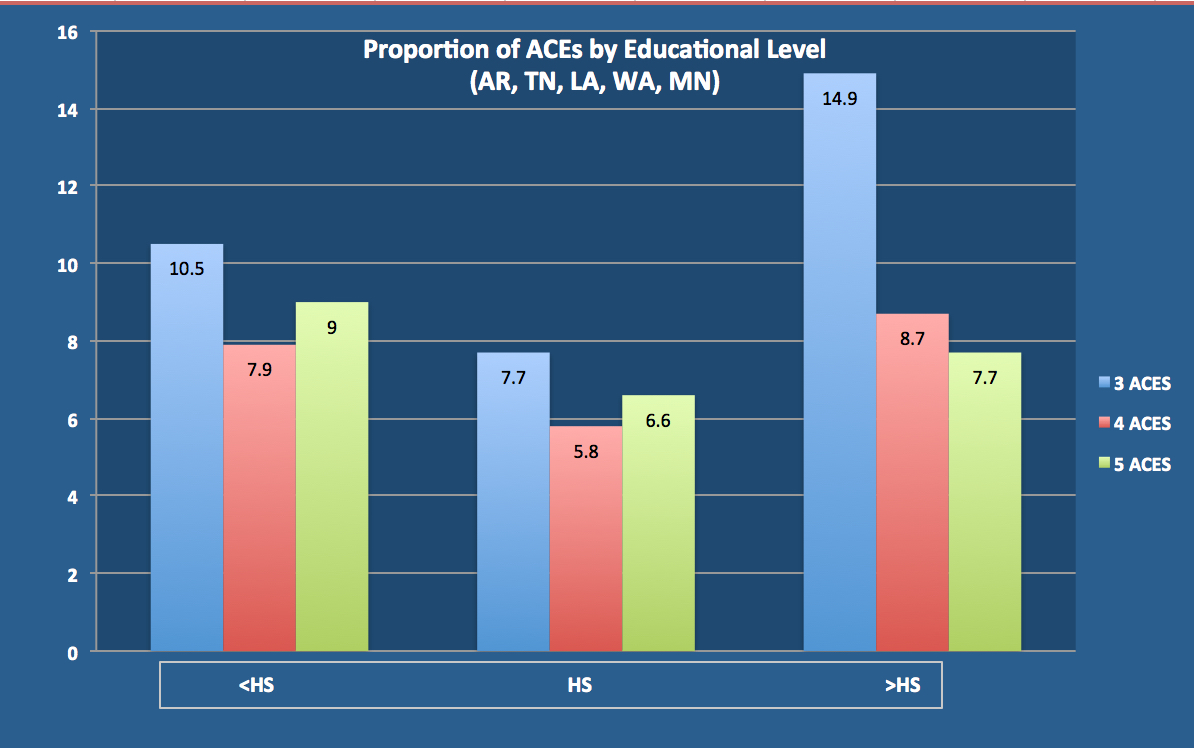 Proportion of ACEs by Educational Level
(AR, TN, LA, WA, MN)
16
14
12
10
8
6
4
2
0
10.5
7.9
9
7.7
5.8
6.6
14.9
8.7
7.7
<HS
HS
>HS
3 ACES
4 ACES
5 ACES